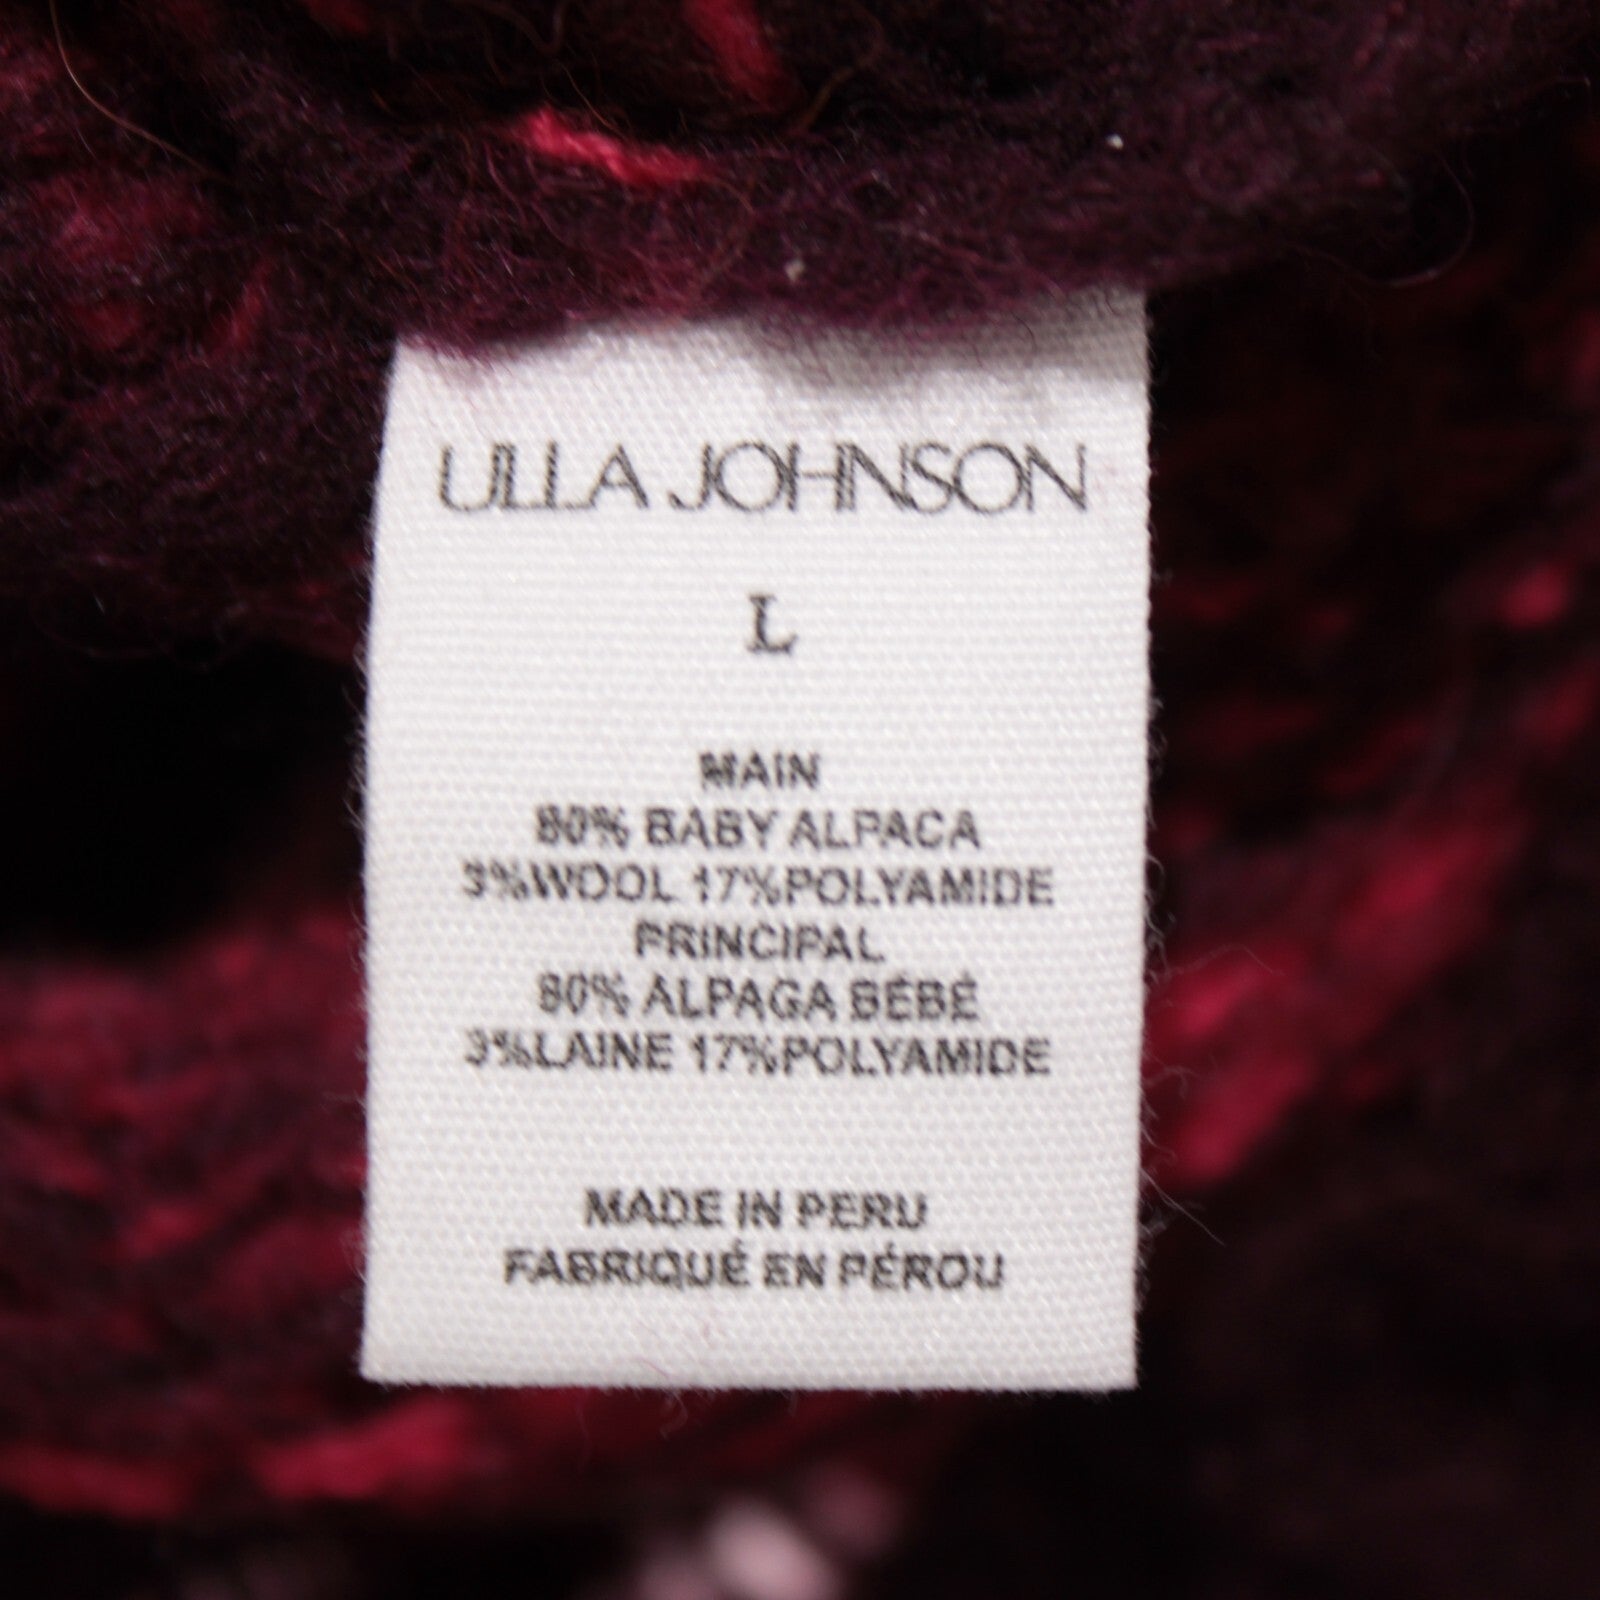 ULLA JOHNSON
L
MAIN
80% BABY ALPACA
3%WOOL 17%POLYAMIDE
PRINCIPAL
80% ALPAGA BÉBÉ
3%LAINE 17%POLYAMIDE
MADE IN PERU
FABRIQUÉ EN PÉROU